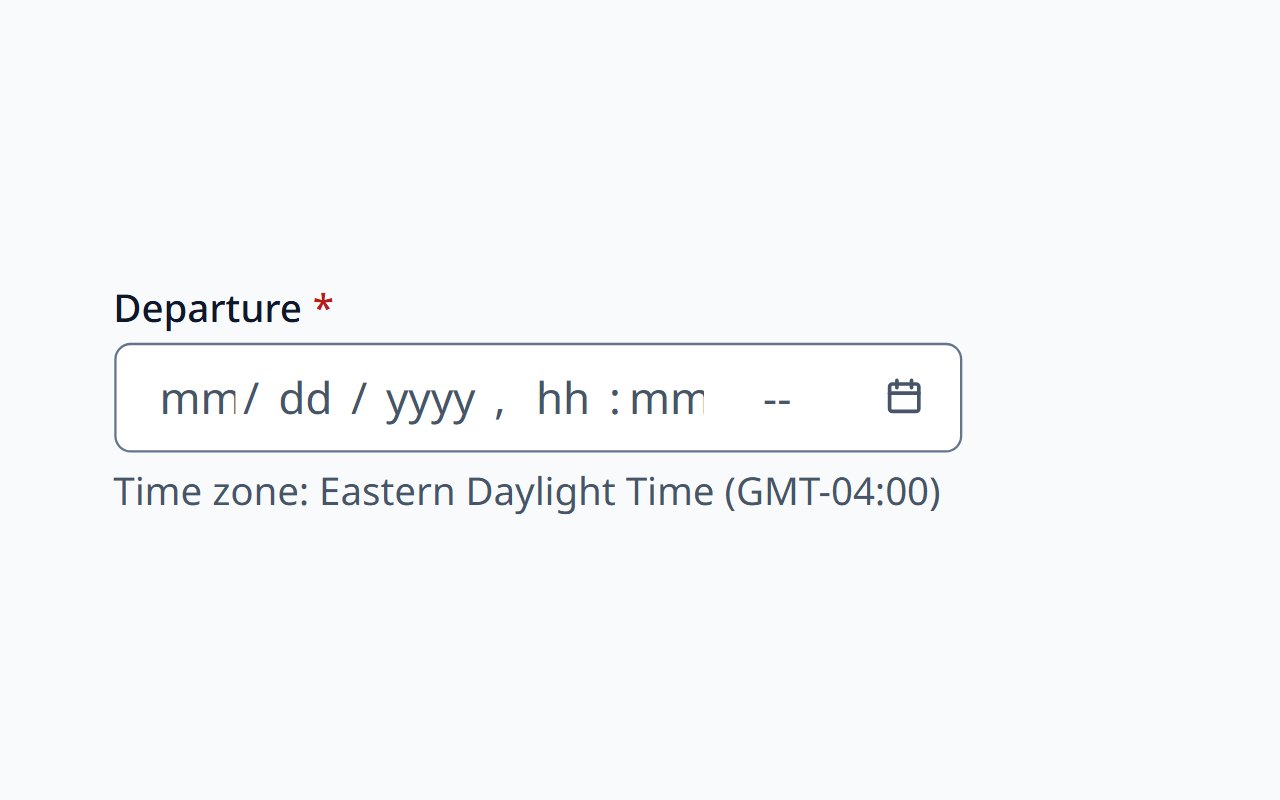 Departure *
mm/ dd / yyyy , hh :mm --
Time zone: Eastern Daylight Time (GMT-04:00)